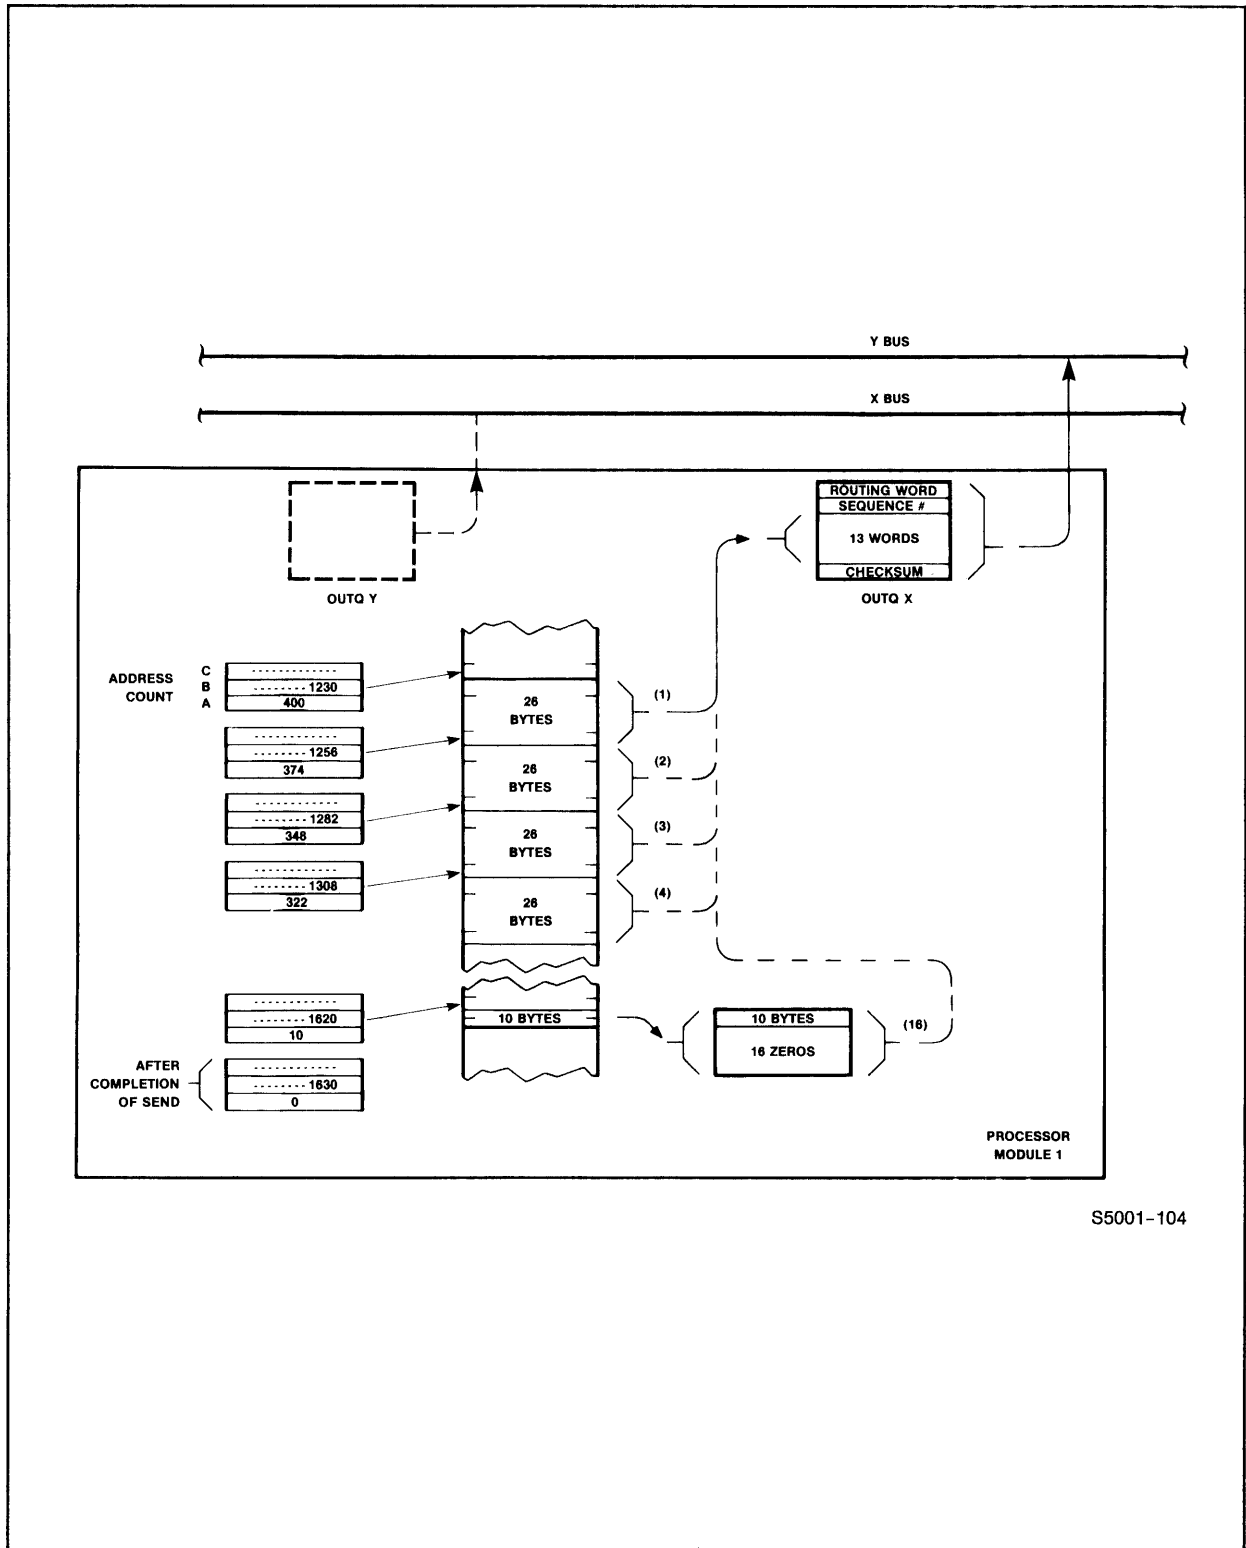 Y BUS
X BUS
ROUTING WORD
SEQUENCE #
13 WORDS
CHECKSUM
OUTQ Y
OUTQ X
ADDRESS
COUNT
C
B
A
............
........ 1230
400
26
BYTES
(1)
............
........ 1256
374
26
BYTES
(2)
............
........ 1282
348
26
BYTES
(3)
............
........ 1308
322
26
BYTES
(4)
............
........ 1620
10
10 BYTES
10 BYTES
16 ZEROS
(16)
AFTER
COMPLETION
OF SEND
............
........ 1630
0
PROCESSOR
MODULE 1
S5001-104